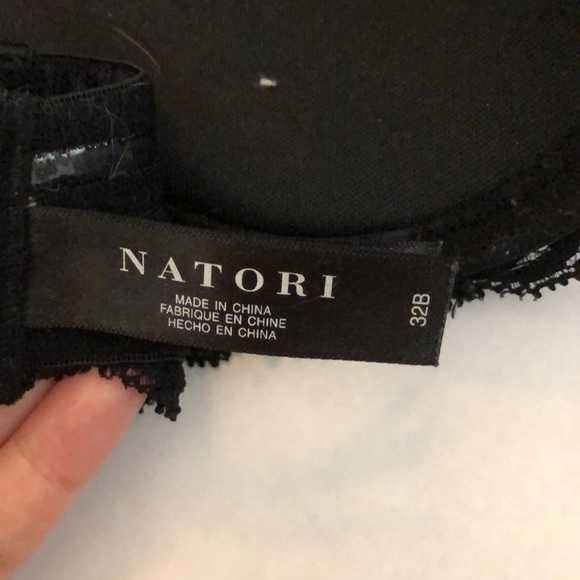 NATORI
MADE IN CHINA
FABRIQUE EN CHINE
HECHO EN CHINA
32B